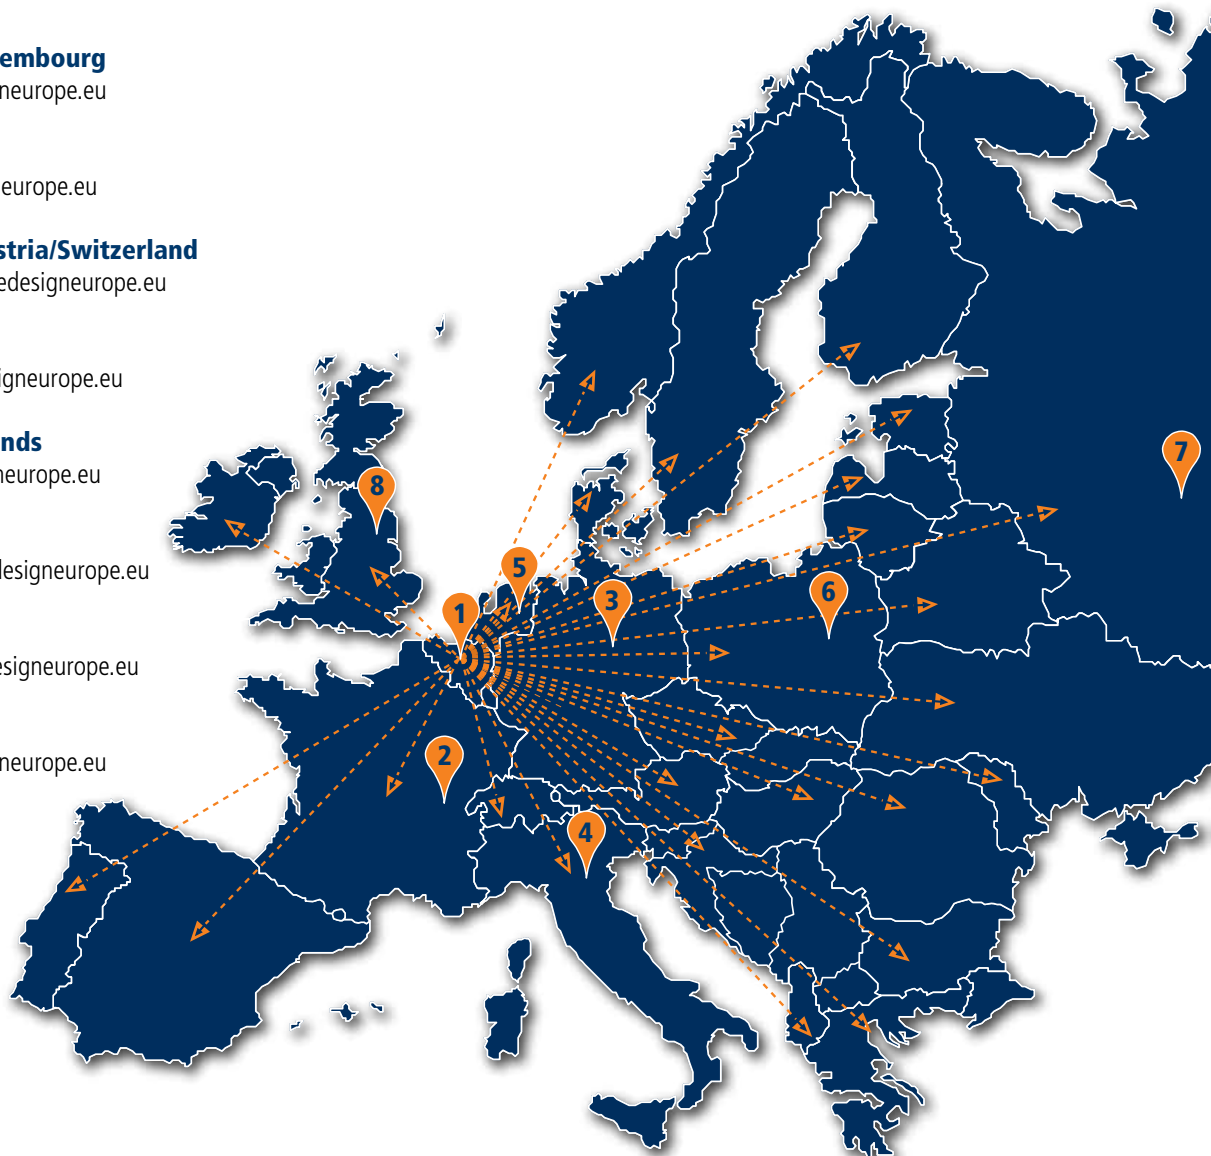 embourg
neurope.eu
europe.eu
stria/Switzerland
edesigneurope.eu
igneurope.eu
nds
neurope.eu
designeurope.eu
esigneurope.eu
neurope.eu
7
8
5
1
3
6
2
4